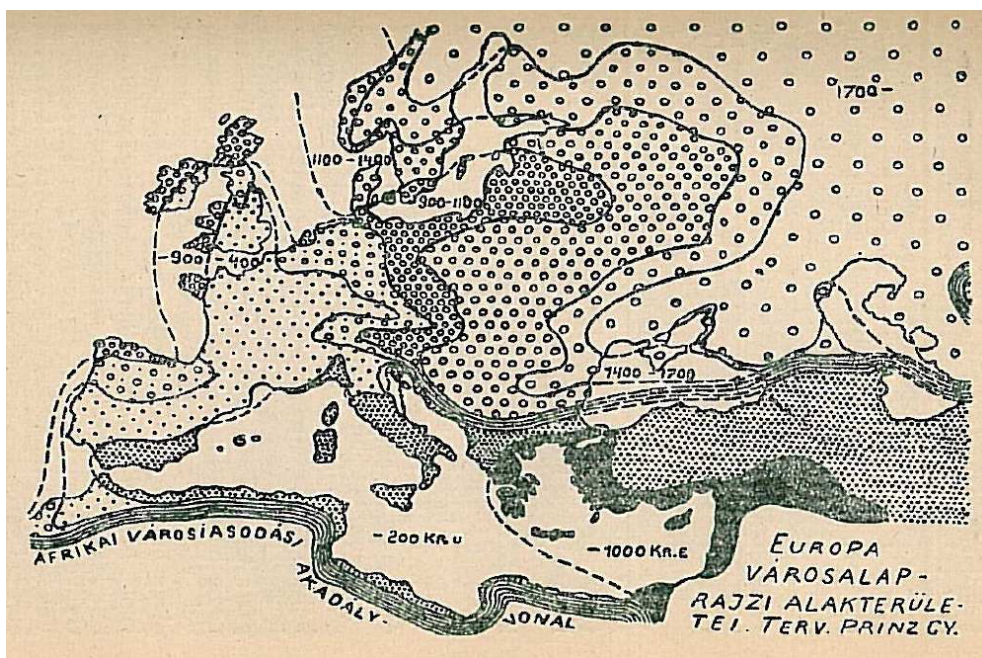 1700-
1100-1400
900-1100
-900-
-400
1400-1700
-200 KR.U
-1000 KR.E
AFRIKAI VÁROSIASODÁSI
AKADÁLY-
VONAL
EUROPA
VÁROSALAP-
RAJZI ALAKTERÜLE-
TEI. TERV. PRINZ GY.